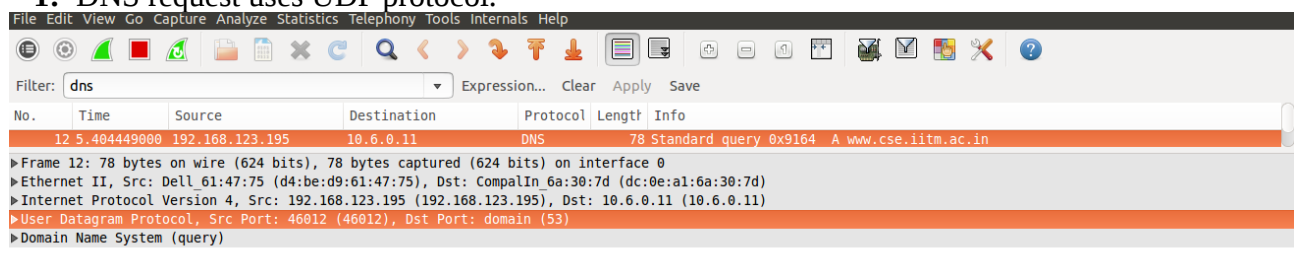 1. DNS request uses UDP protocol.
File Edit View Go Capture Analyze Statistics Telephony Tools Internals Help
Filter: dns Expression... Clear Apply Save
No. Time Source Destination Protocol Length Info
12 5.404449000 192.168.123.195 10.6.0.11 DNS 78 Standard query 0x9164 A www.cse.iitm.ac.in
Frame 12: 78 bytes on wire (624 bits), 78 bytes captured (624 bits) on interface 0
Ethernet II, Src: Dell_61:47:75 (d4:be:d9:61:47:75), Dst: CompalIn_6a:30:7d (dc:0e:a1:6a:30:7d)
Internet Protocol Version 4, Src: 192.168.123.195 (192.168.123.195), Dst: 10.6.0.11 (10.6.0.11)
User Datagram Protocol, Src Port: 46012 (46012), Dst Port: domain (53)
Domain Name System (query)